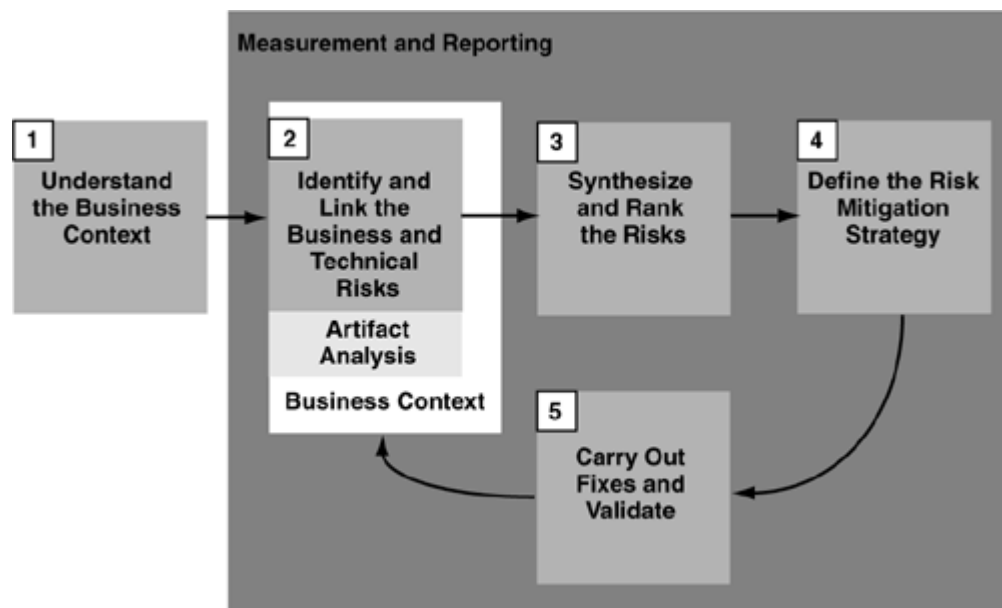 Measurement and Reporting
1
Understand
the Business
Context
2
Identify and
Link the
Business and
Technical
Risks
Artifact
Analysis
Business Context
3
Synthesize
and Rank
the Risks
4
Define the Risk
Mitigation
Strategy
5
Carry Out
Fixes and
Validate